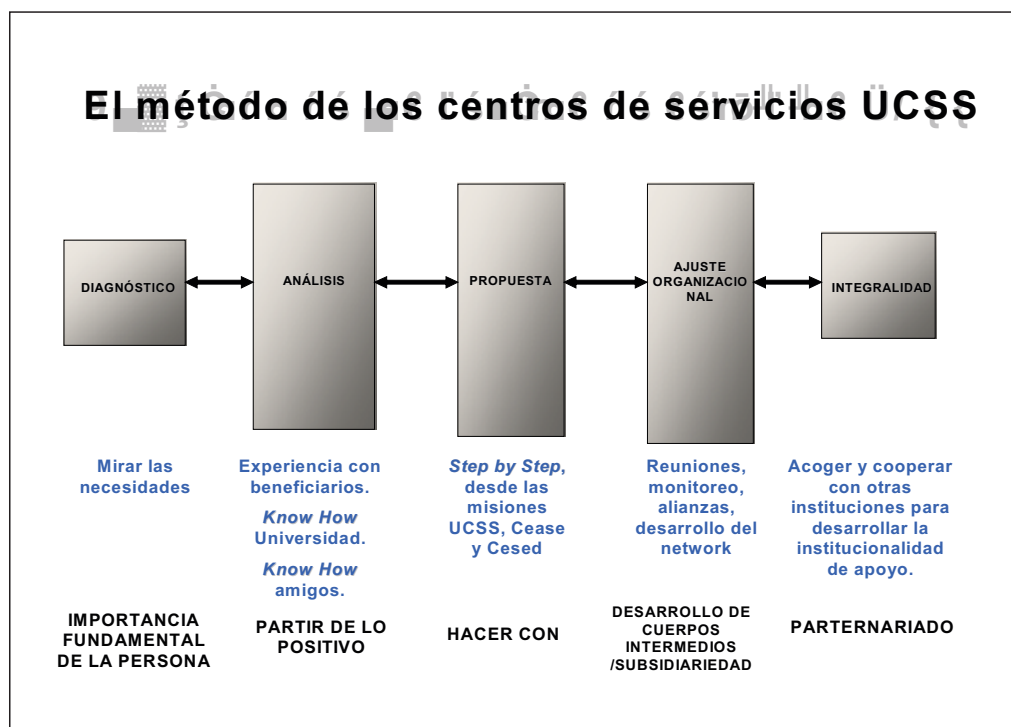 El método de los centros de servicios UCSS
DIAGNÓSTICO
ANÁLISIS
PROPUESTA
AJUSTE
ORGANIZACIO
NAL
INTEGRALIDAD
Mirar las
necesidades
Experiencia con
beneficiarios.
Know How
Universidad.
Know How
amigos.
Step by Step,
desde las
misiones
UCSS, Cease
y Cesed
Reuniones,
monitoreo,
alianzas,
desarrollo del
network
Acoger y cooperar
con otras
instituciones para
desarrollar la
institucionalidad
de apoyo.
IMPORTANCIA
FUNDAMENTAL
DE LA PERSONA
PARTIR DE LO
POSITIVO
HACER CON
DESARROLLO DE
CUERPOS
INTERMEDIOS
/SUBSIDIARIEDAD
PARTERNARIADO